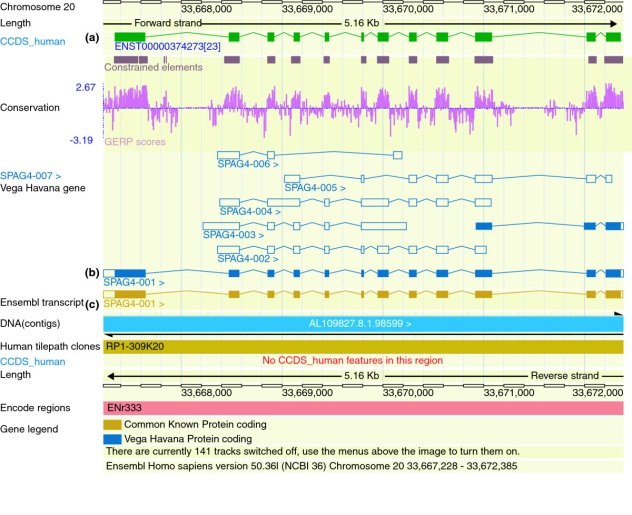 Chromosome 20
33,668,000 33,669,000 33,670,000 33,671,000 33,672,000
Length Forward strand 5.16 Kb
CCDS_human (a)
ENST00000374273[23]
Constrained elements
2.67
Conservation
-3.19
GERP scores
SPAG4-006 >
SPAG4-007 >
SPAG4-005 >
Vega Havana gene
SPAG4-004 >
SPAG4-003 >
SPAG4-002 >
(b)
SPAG4-001 >
Ensembl transcript (c) SPAG4-001 >
DNA(contigs) AL109827.8.1.98599 >
Human tilepath clones RP1-309K20
CCDS_human No CCDS_human features in this region
Length 5.16 Kb Reverse strand
33,668,000 33,669,000 33,670,000 33,671,000 33,672,000
Encode regions ENr333
Gene legend Common Known Protein coding
Vega Havana Protein coding
There are currently 141 tracks switched off, use the menus above the image to turn them on.
Ensembl Homo sapiens version 50.36l (NCBI 36) Chromosome 20 33,667,228 - 33,672,385